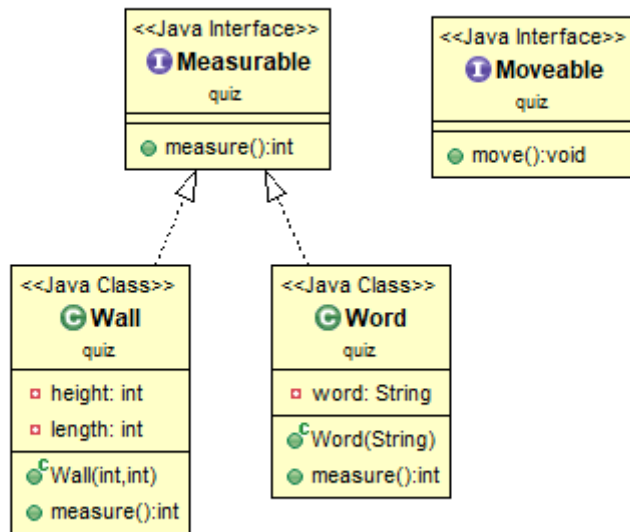 <<Java Interface>>
I Measurable
quiz
measure():int
<<Java Interface>>
I Moveable
quiz
move():void
<<Java Class>>
C Wall
quiz
height: int
length: int
C Wall(int,int)
measure():int
<<Java Class>>
C Word
quiz
word: String
C Word(String)
measure():int